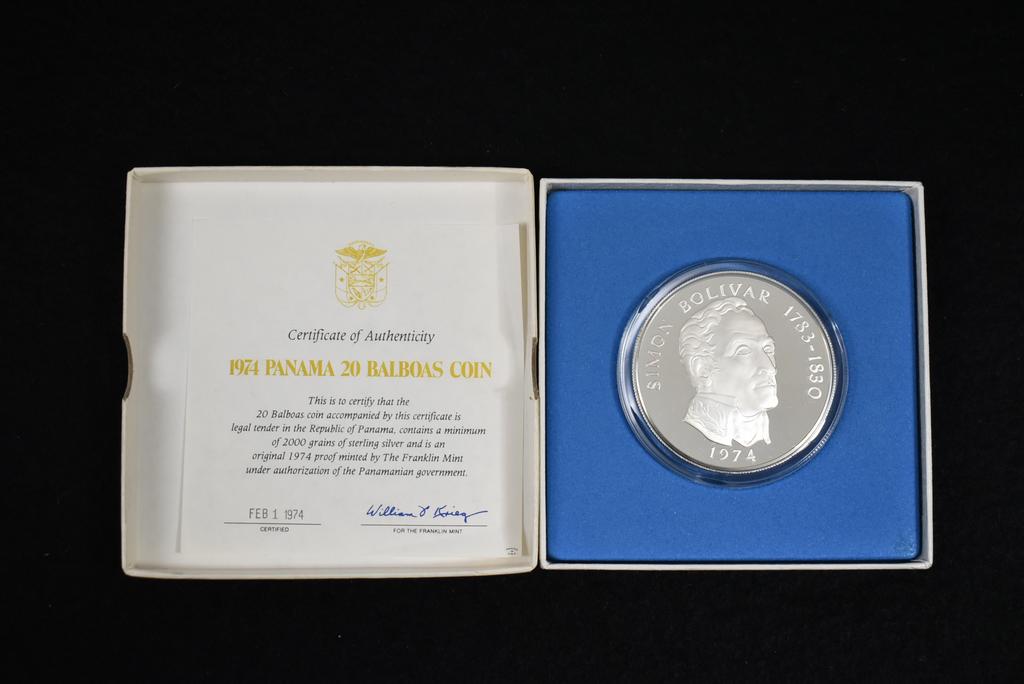 Certificate of Authenticity
1974 PANAMA 20 BALBOAS COIN
This is to certify that the
20 Balboas coin accompanied by this certificate is
legal tender in the Republic of Panama, contains a minimum
of 2000 grains of sterling silver and is an
original 1974 proof minted by The Franklin Mint
under authorization of the Panamanian government.
FEB 1 1974
CERTIFIED
William F Krieg
FOR THE FRANKLIN MINT
SIMON BOLIVAR 1783-1830
1974